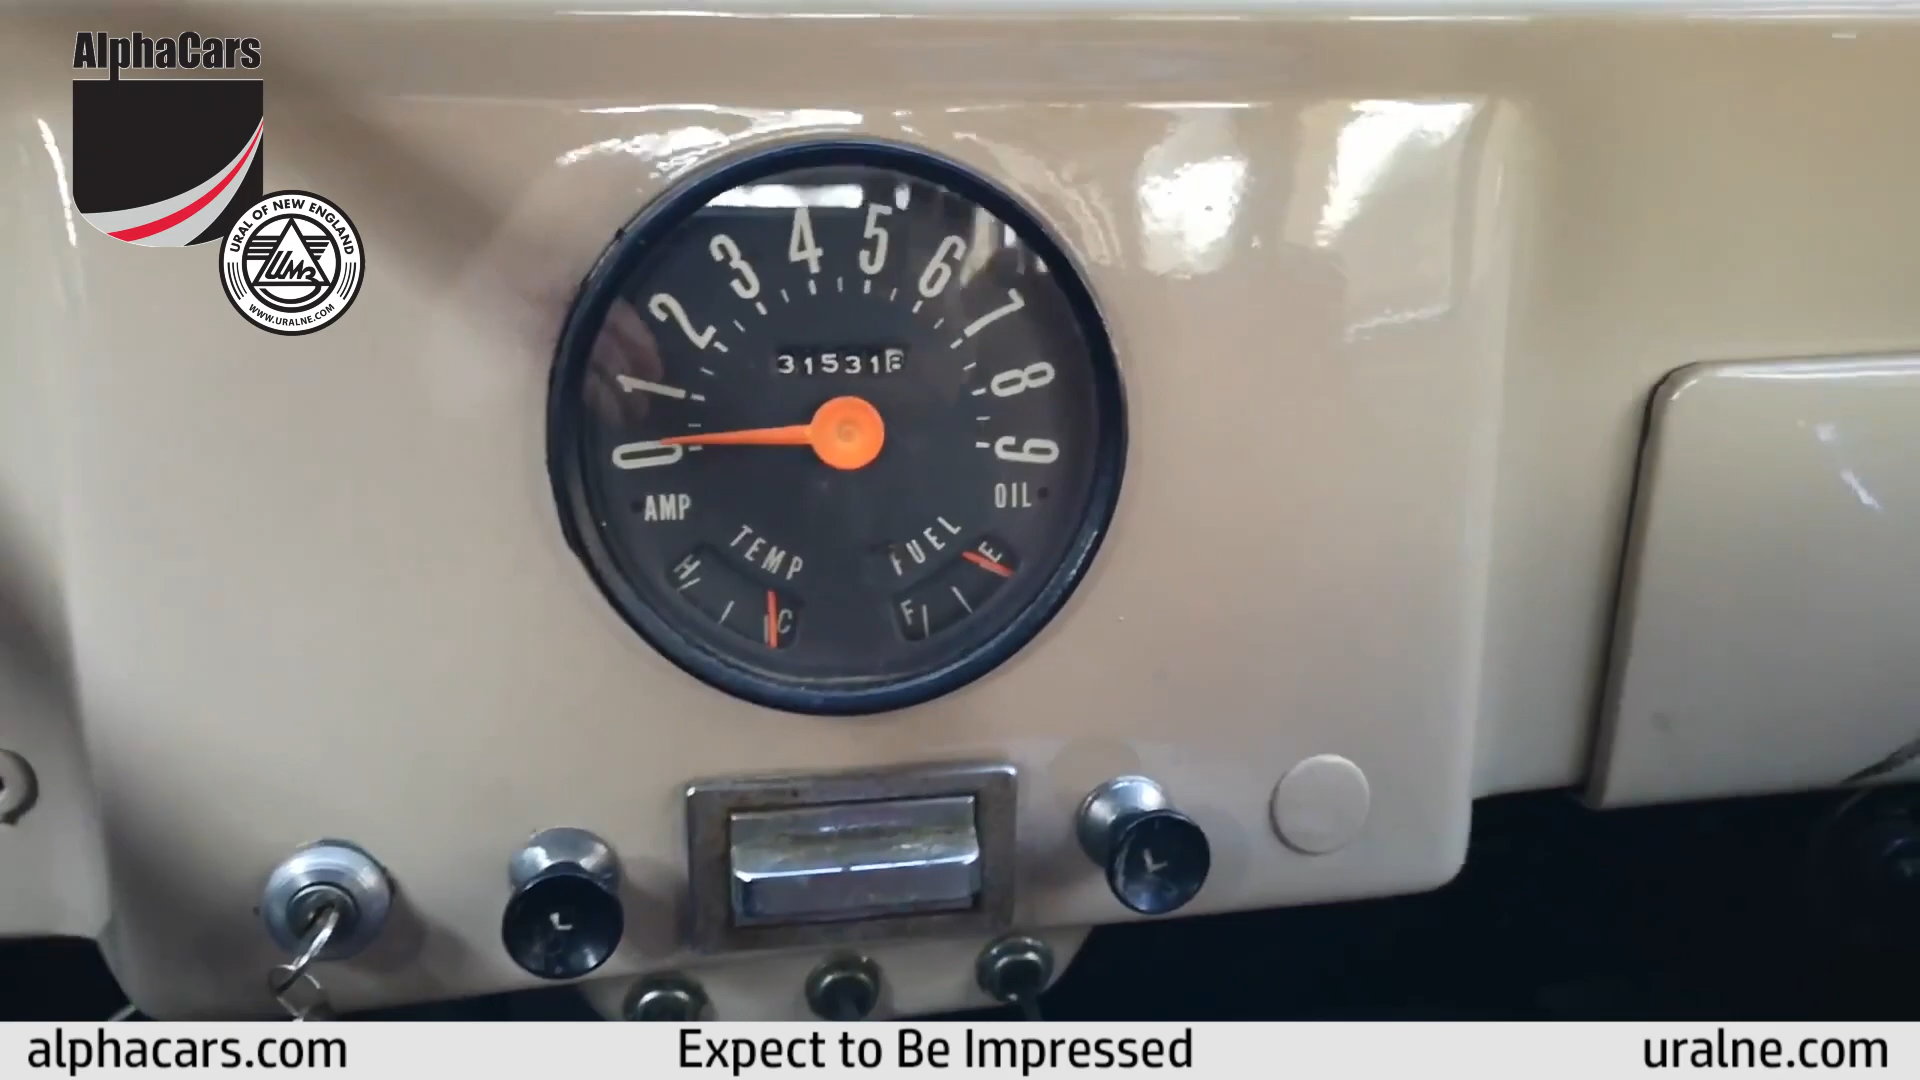 AlphaCars
URAL OF NEW ENGLAND
WWW.URALNE.COM
0 1 2 3 4 5 6 7 8 9
31531
AMP
OIL
TEMP
FUEL
H
C
F
E
alphacars.com
Expect to Be Impressed
uralne.com